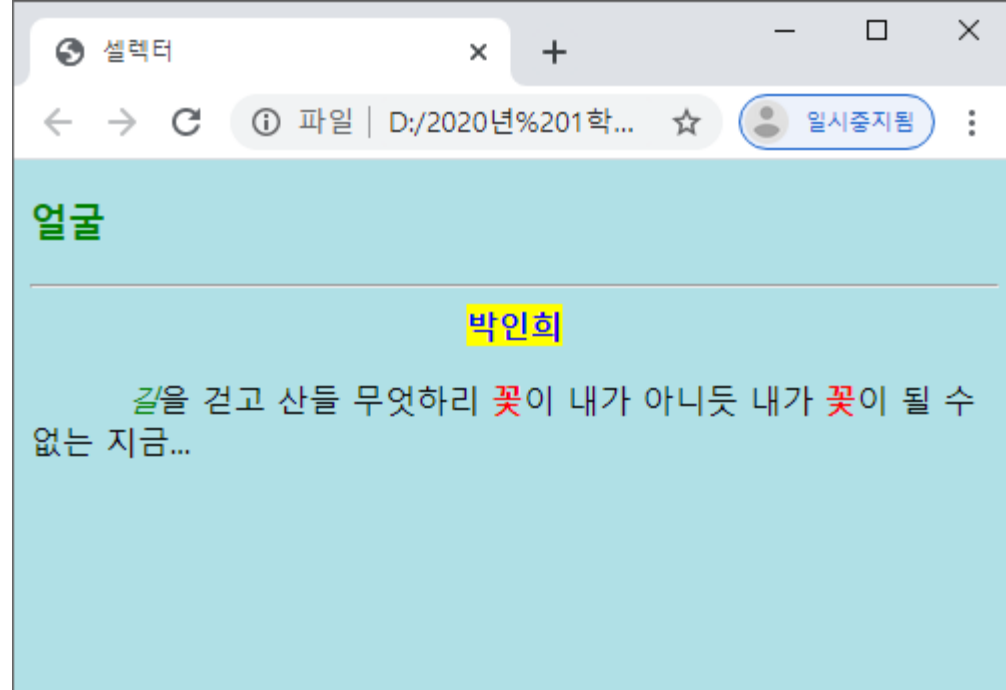 셀렉터
파일 D:/2020년%201학... 일시중지됨
얼굴
박인희
길을 걷고 산들 무엇하리 꽃이 내가 아니듯 내가 꽃이 될 수
없는 지금...